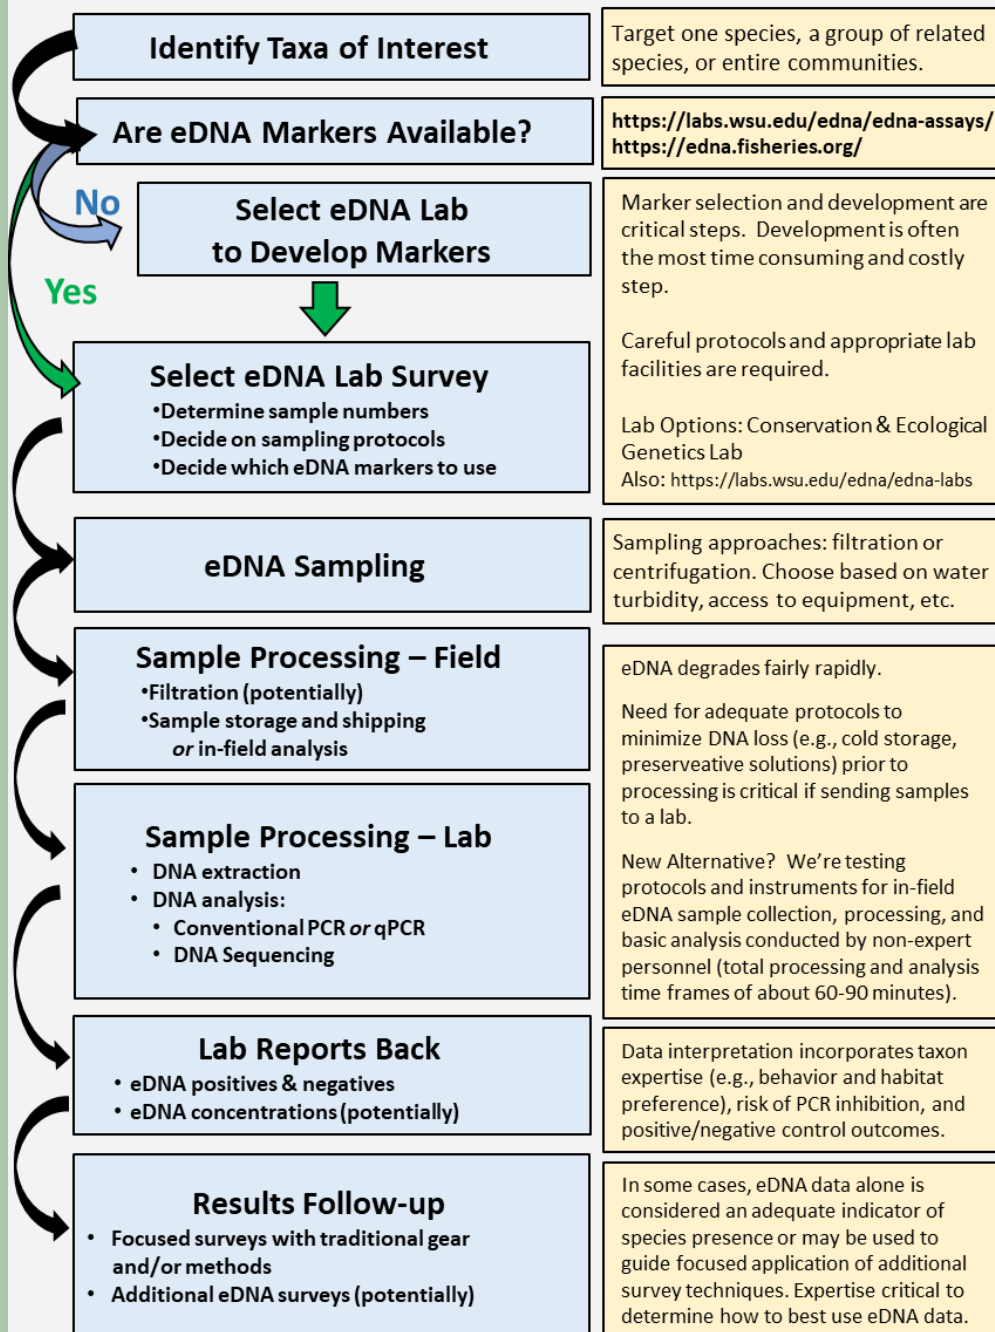 Identify Taxa of Interest
Target one species, a group of related
species, or entire communities.
Are eDNA Markers Available?
https://labs.wsu.edu/edna/edna-assays/
https://edna.fisheries.org/
No
Yes
Select eDNA Lab
to Develop Markers
Marker selection and development are
critical steps. Development is often
the most time consuming and costly
step.
Careful protocols and appropriate lab
facilities are required.
Lab Options: Conservation & Ecological
Genetics Lab
Also: https://labs.wsu.edu/edna/edna-labs
Select eDNA Lab Survey
•Determine sample numbers
•Decide on sampling protocols
•Decide which eDNA markers to use
eDNA Sampling
Sampling approaches: filtration or
centrifugation. Choose based on water
turbidity, access to equipment, etc.
Sample Processing – Field
•Filtration (potentially)
•Sample storage and shipping
or in-field analysis
eDNA degrades fairly rapidly.
Need for adequate protocols to
minimize DNA loss (e.g., cold storage,
preserveative solutions) prior to
processing is critical if sending samples
to a lab.
New Alternative? We're testing
protocols and instruments for in-field
eDNA sample collection, processing, and
basic analysis conducted by non-expert
personnel (total processing and analysis
time frames of about 60-90 minutes).
Sample Processing – Lab
• DNA extraction
• DNA analysis:
• Conventional PCR or qPCR
• DNA Sequencing
Lab Reports Back
• eDNA positives & negatives
• eDNA concentrations (potentially)
Data interpretation incorporates taxon
expertise (e.g., behavior and habitat
preference), risk of PCR inhibition, and
positive/negative control outcomes.
Results Follow-up
• Focused surveys with traditional gear
and/or methods
• Additional eDNA surveys (potentially)
In some cases, eDNA data alone is
considered an adequate indicator of
species presence or may be used to
guide focused application of additional
survey techniques. Expertise critical to
determine how to best use eDNA data.